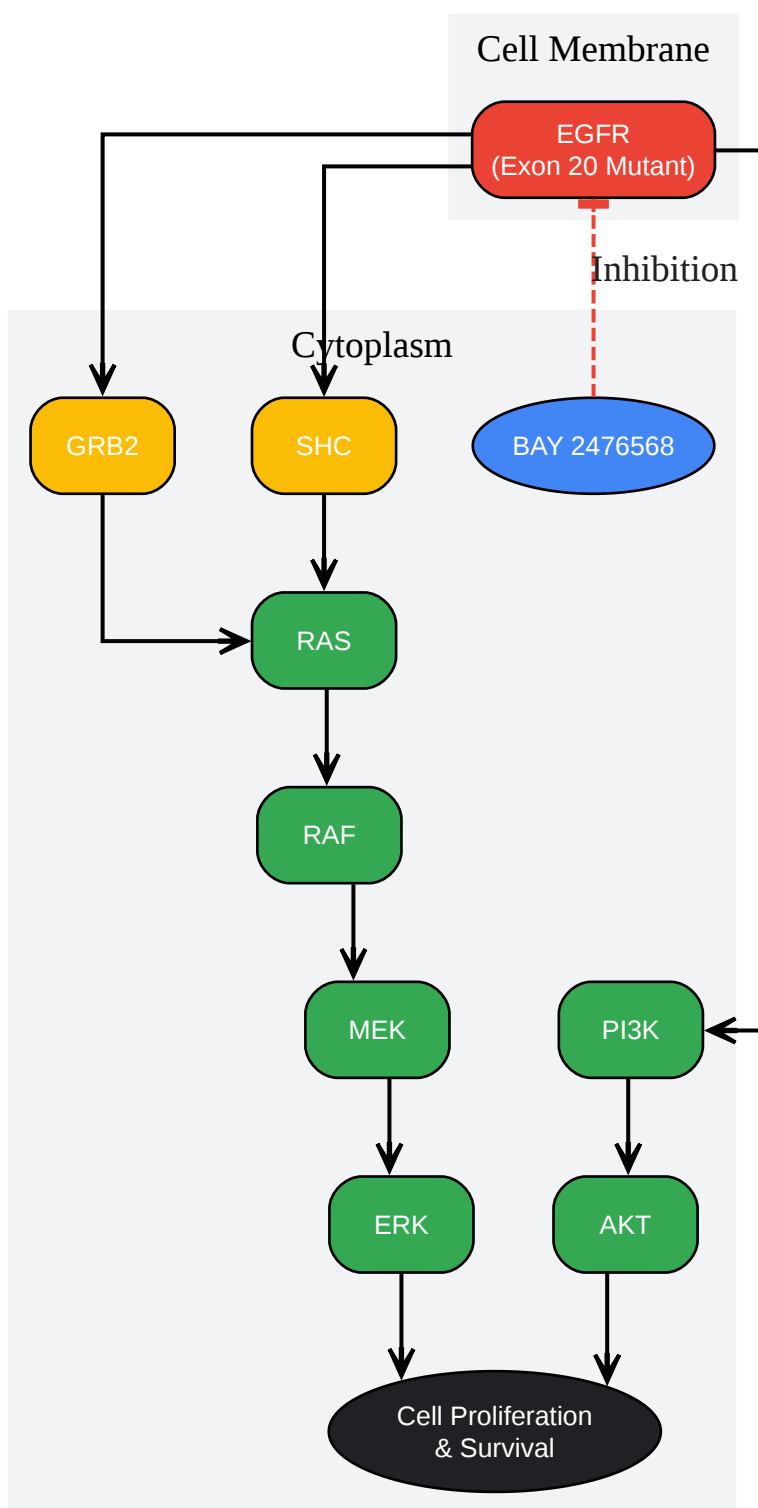 Cell Membrane
EGFR
(Exon 20 Mutant)
Inhibition
Cytoplasm
GRB2
SHC
BAY 2476568
RAS
RAF
MEK
PI3K
ERK
AKT
Cell Proliferation
& Survival